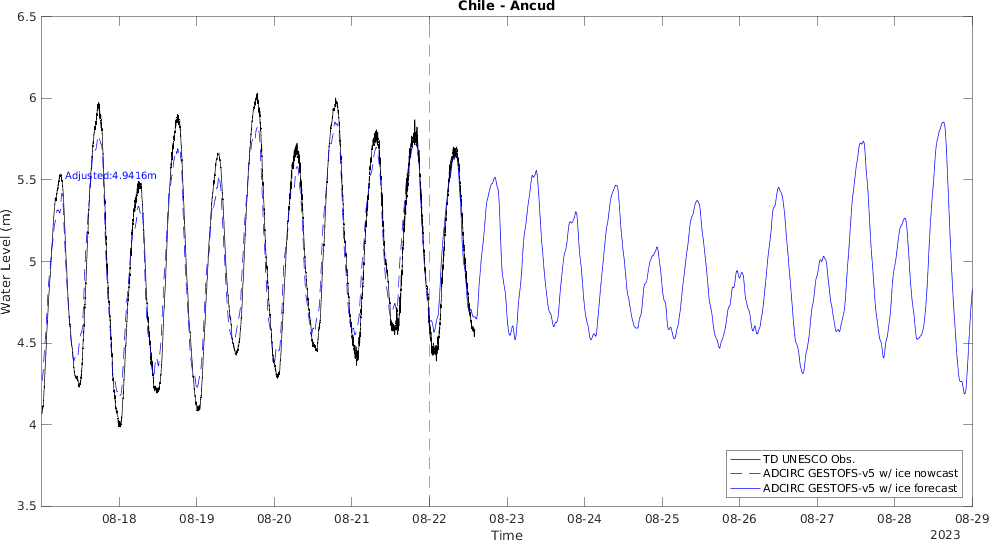 Chile - Ancud
6.5
6
5.5
5
4.5
4
3.5
Water Level (m)
Adjusted:4.9416m
TD UNESCO Obs.
ADCIRC GESTOFS-v5 w/ ice nowcast
ADCIRC GESTOFS-v5 w/ ice forecast
08-18 08-19 08-20 08-21 08-22 08-23 08-24 08-25 08-26 08-27 08-28 08-29
Time
2023